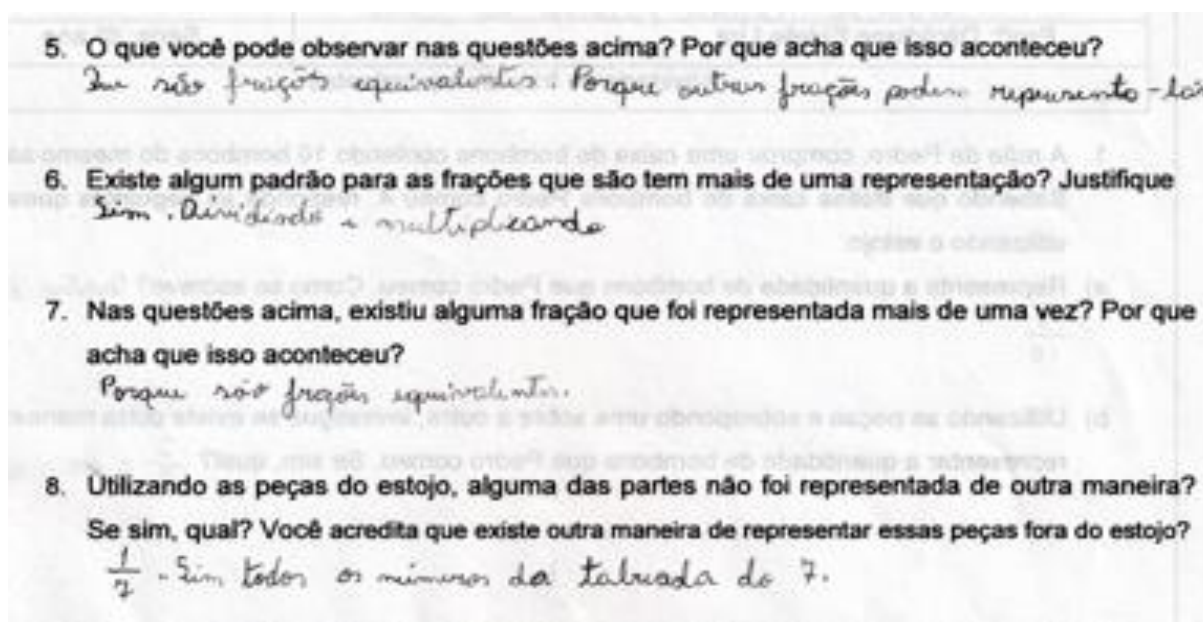 5. O que você pode observar nas questões acima? Por que acha que isso aconteceu?
são frações equivalentes. Porque outras frações podem representa-las
6. Existe algum padrão para as frações que são tem mais de uma representação? Justifique
Sim. Dividindo e multiplicando
7. Nas questões acima, existiu alguma fração que foi representada mais de uma vez? Por que
acha que isso aconteceu?
Porque são frações equivalentes.
8. Utilizando as peças do estojo, alguma das partes não foi representada de outra maneira?
Se sim, qual? Você acredita que existe outra maneira de representar essas peças fora do estojo?
1/7 - Sim todos os números da tabuada do 7.